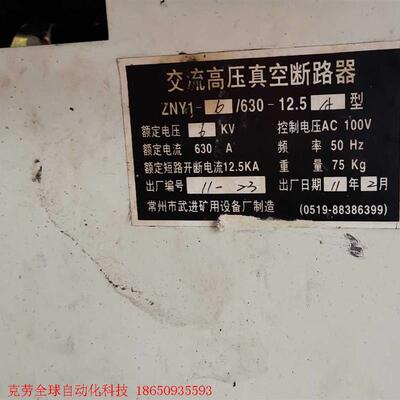 交流高压真空断路器
ZNY1-6/630-12.5 A型
额定电压 6 KV 控制电压AC 100V
额定电流 630 A 频率 50 Hz
额定短路开断电流12.5KA 重量 75 Kg
出厂编号 11-23 出厂日期 11年2月
常州市武进矿用设备厂制造 (0519-88386399)
克劳全球自动化科技 18650935593